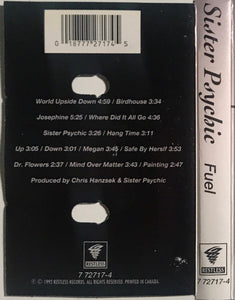 0 18777 27174 5
World Upside Down 4:59 / Birdhouse 3:34
Josephine 5:25 / Where Did It All Go 4:36
Sister Psychic 3:26 / Hang Time 3:11
Up 3:05 / Down 3:01 / Megan 3:45 / Safe By Herslf 3:53
Dr. Flowers 2:37 / Mind Over Matter 3:43 / Painting 2:47
Produced by Chris Hanzsek & Sister Psychic
RESTLESS
7 72717-4
℗ © 1992 RESTLESS RECORDS. ALL RIGHTS RESERVED. PRINTED IN CANADA.
Sister Psychic
Fuel
RESTLESS
7 72717-4